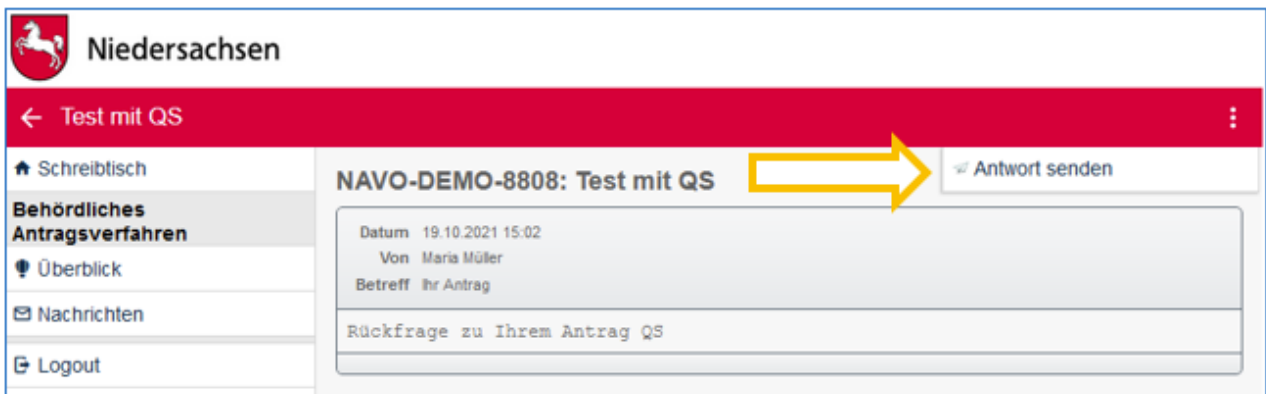 Niedersachsen
Test mit QS
Schreibtisch
Behördliches
Antragsverfahren
Überblick
Nachrichten
Logout
Antwort senden
NAVO-DEMO-8808: Test mit QS
Datum 19.10.2021 15:02
Von Maria Müller
Betreff Ihr Antrag
Rückfrage zu Ihrem Antrag QS